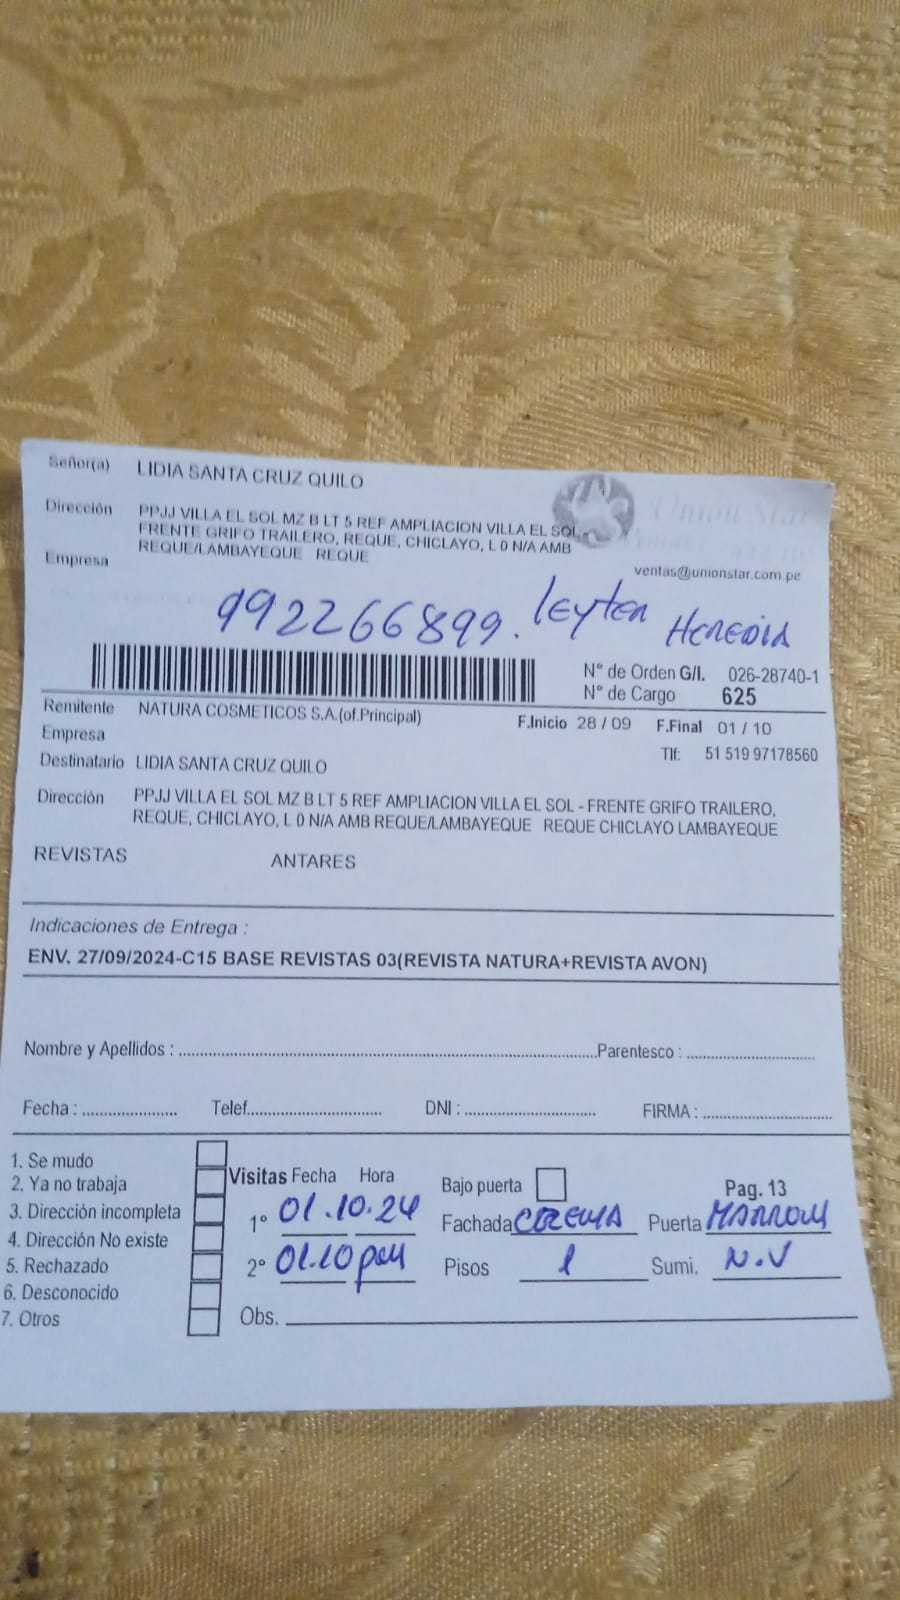 Señor(a) LIDIA SANTA CRUZ QUILO
Dirección PPJJ VILLA EL SOL MZ B LT 5 REF AMPLIACION VILLA EL SOL -
FRENTE GRIFO TRAILERO, REQUE, CHICLAYO, L 0 N/A AMB
REQUE/LAMBAYEQUE REQUE
Empresa
Union Star
ventas@unionstar.com.pe
992266899. leyter HEREDIA
N° de Orden G/I. 026-28740-1
N° de Cargo 625
Remitente NATURA COSMETICOS S.A.(of.Principal) F.Inicio 28 / 09 F.Final 01 / 10
Empresa Tlf: 51 519 97178560
Destinatario LIDIA SANTA CRUZ QUILO
Dirección PPJJ VILLA EL SOL MZ B LT 5 REF AMPLIACION VILLA EL SOL - FRENTE GRIFO TRAILERO,
REQUE, CHICLAYO, L 0 N/A AMB REQUE/LAMBAYEQUE REQUE CHICLAYO LAMBAYEQUE
REVISTAS ANTARES
Indicaciones de Entrega :
ENV. 27/09/2024-C15 BASE REVISTAS 03(REVISTA NATURA+REVISTA AVON)
Nombre y Apellidos : Parentesco :
Fecha : Telef. DNI : FIRMA :
1. Se mudo
2. Ya no trabaja
3. Dirección incompleta
4. Dirección No existe
5. Rechazado
6. Desconocido
7. Otros
Visitas Fecha Hora
1° 01.10.24
2° 01.10 pm
Bajo puerta Pag. 13
Fachada CREMA Puerta MARRON
Pisos 1 Sumi. N.V
Obs.